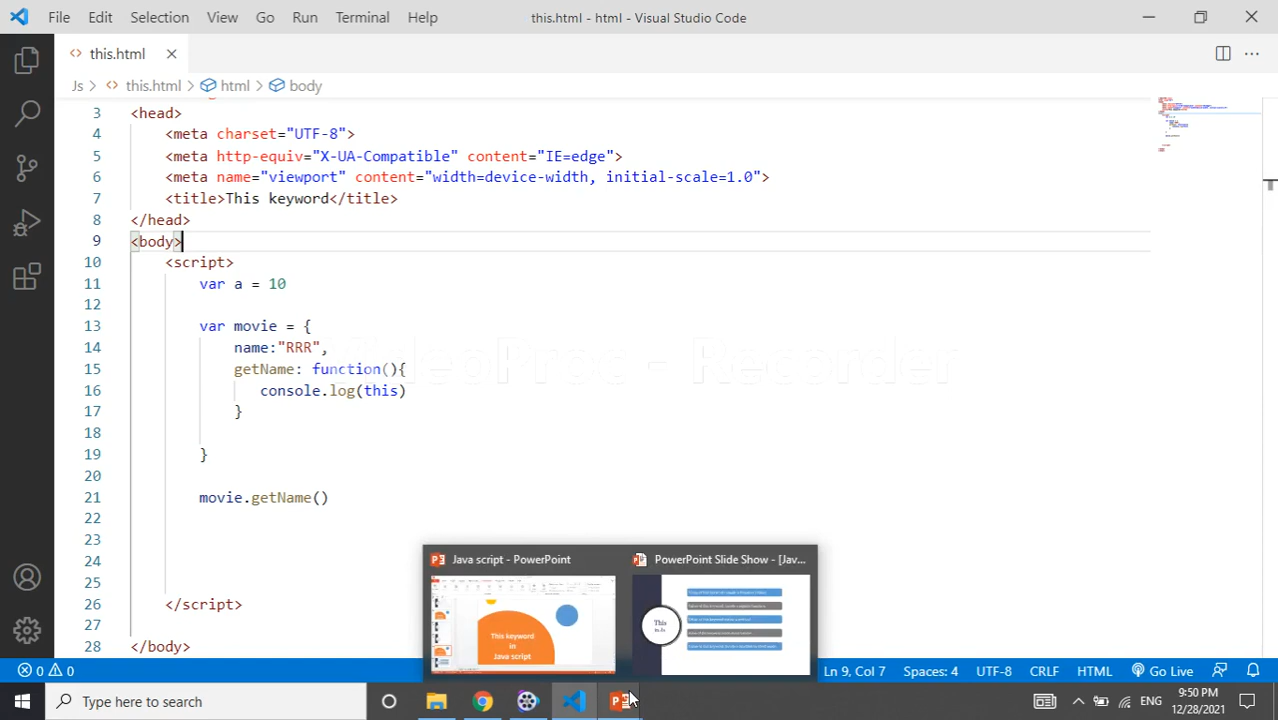 File Edit Selection View Go Run Terminal Help this.html - html - Visual Studio Code
this.html
Js > this.html > html > body
3 <head>
4 <meta charset="UTF-8">
5 <meta http-equiv="X-UA-Compatible" content="IE=edge">
6 <meta name="viewport" content="width=device-width, initial-scale=1.0">
7 <title>This keyword</title>
8 </head>
9 <body>
10 <script>
11 var a = 10
12
13 var movie = {
14 name:"RRR",
15 getName: function(){
16 console.log(this)
17 }
18
19 }
20
21 movie.getName()
22
23
24
25
26 </script>
27
28 </body>
VideoProc - Recorder
Java script - PowerPoint
PowerPoint Slide Show - [Jav...
This keyword
in
Java script
This
in Js
0 0 Ln 9, Col 7 Spaces: 4 UTF-8 CRLF HTML Go Live
Type here to search
ENG
9:50 PM
12/28/2021